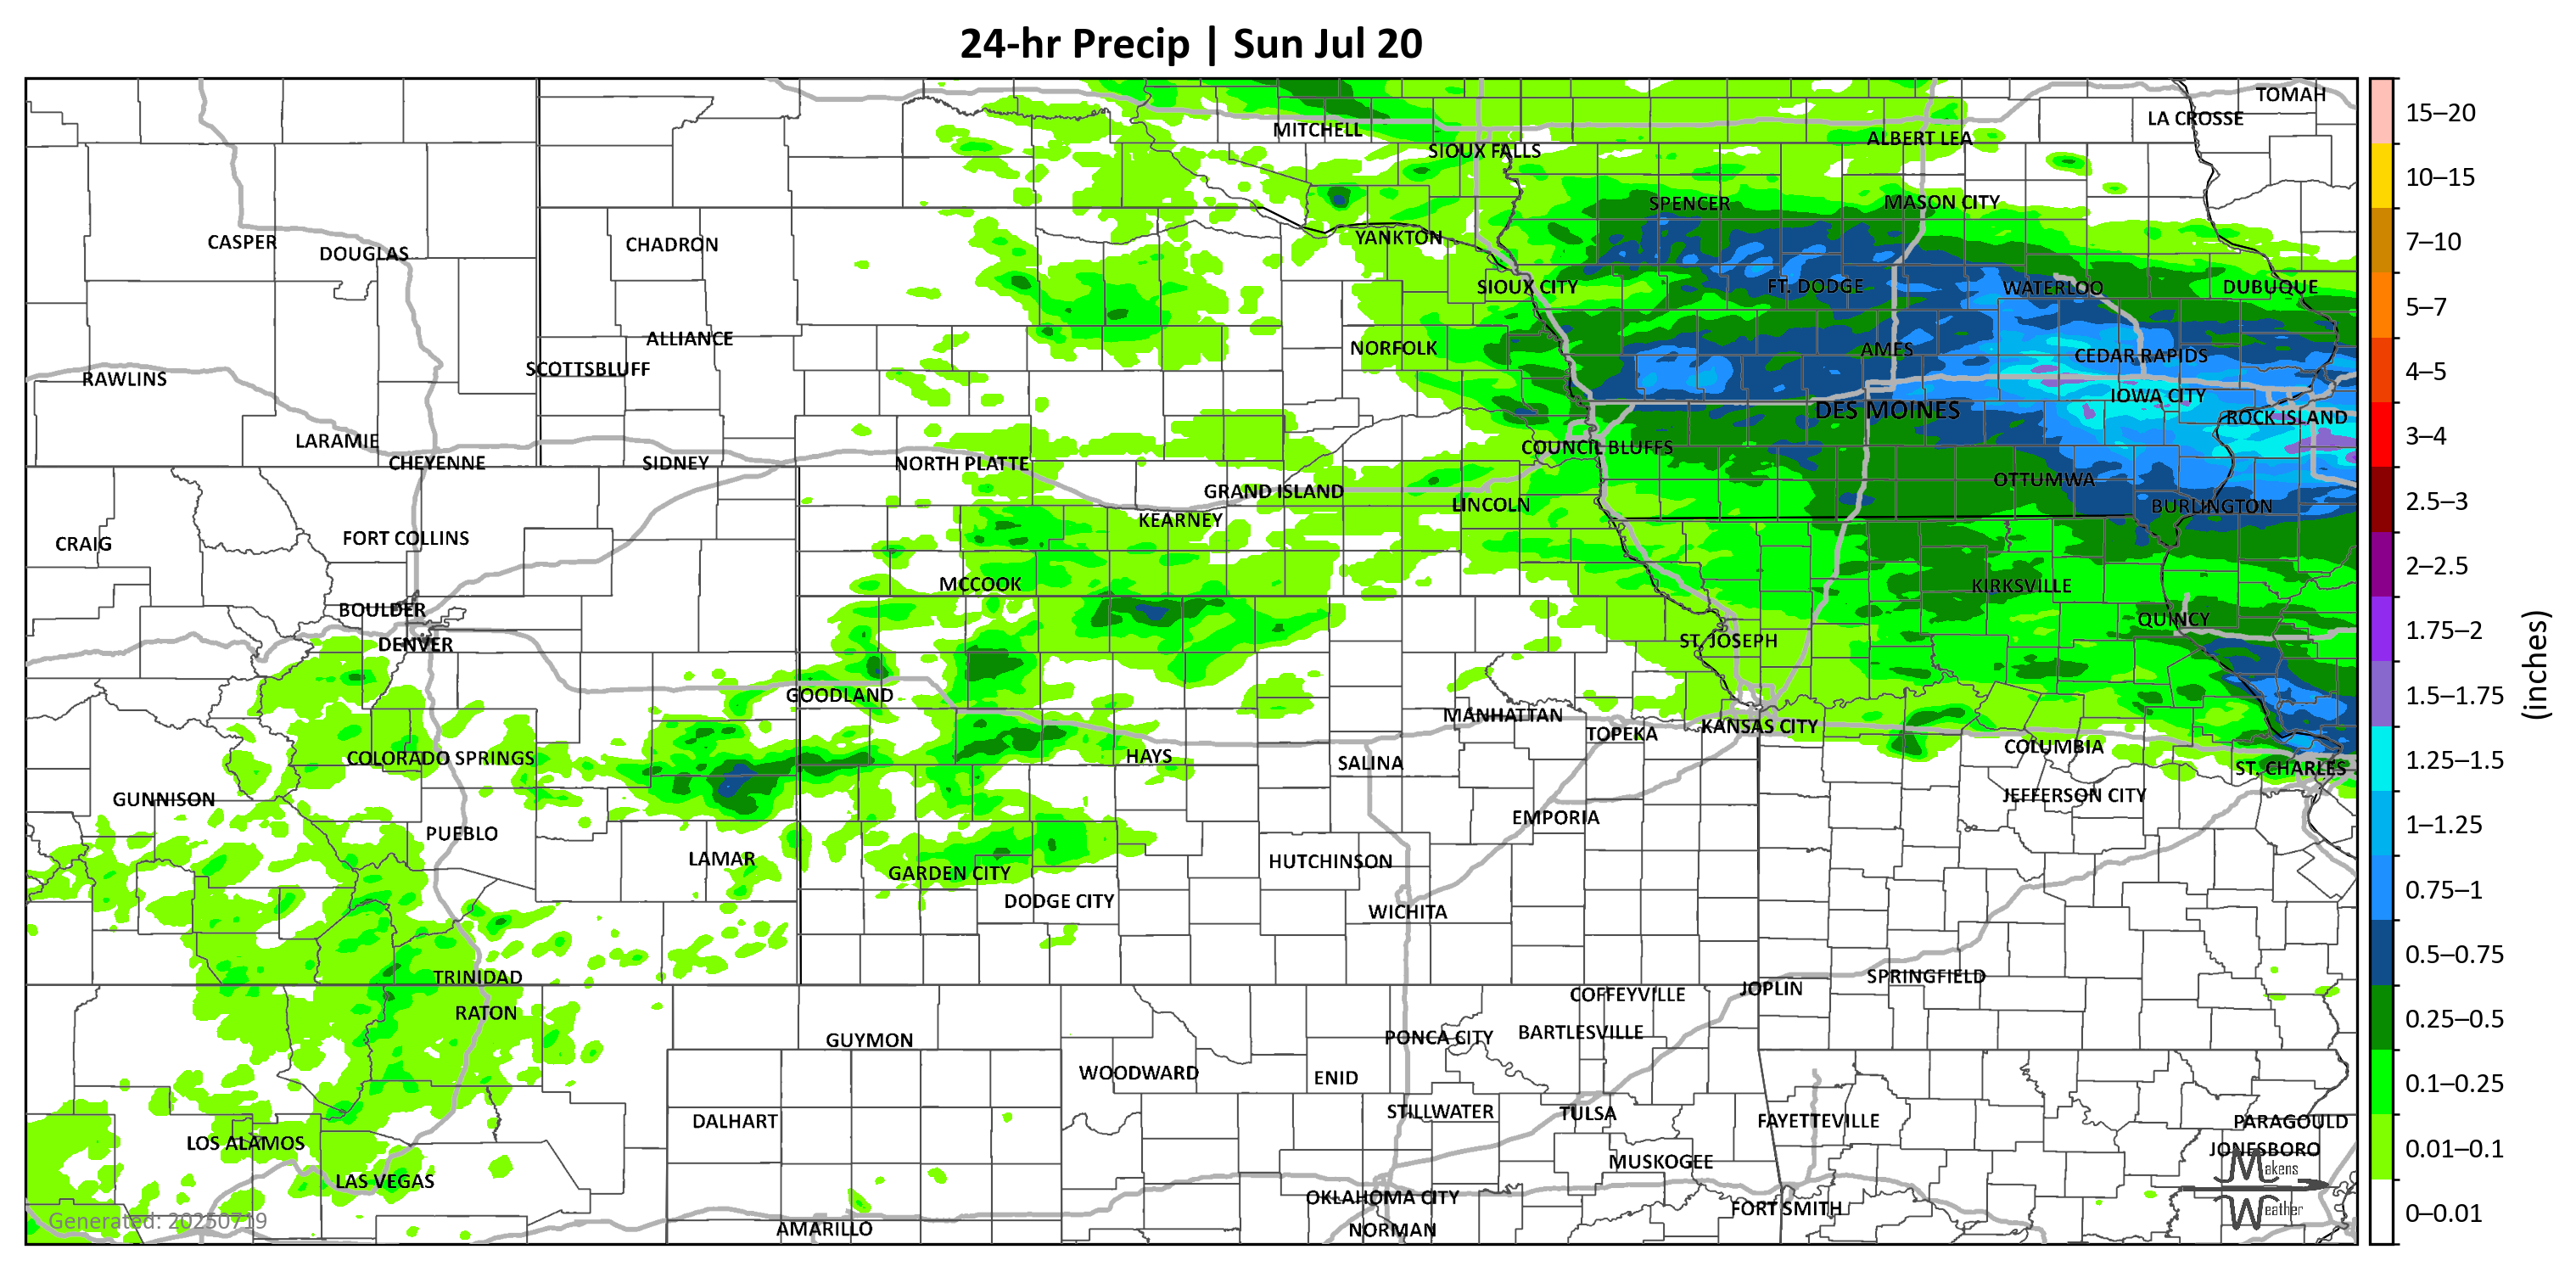 24-hr Precip | Sun Jul 20
TOMAH
LA CROSSE
MITCHELL
ALBERT LEA
SIOUX FALLS
SPENCER
MASON CITY
CASPER
DOUGLAS
CHADRON
YANKTON
SIOUX CITY
FT. DODGE
WATERLOO
DUBUQUE
ALLIANCE
NORFOLK
AMES
CEDAR RAPIDS
RAWLINS
SCOTTSBLUFF
IOWA CITY
DES MOINES
ROCK ISLAND
LARAMIE
CHEYENNE
SIDNEY
NORTH PLATTE
COUNCIL BLUFFS
GRAND ISLAND
LINCOLN
OTTUMWA
BURLINGTON
KEARNEY
CRAIG
FORT COLLINS
MCCOOK
KIRKSVILLE
BOULDER
DENVER
QUINCY
ST. JOSEPH
GOODLAND
MANHATTAN
TOPEKA
KANSAS CITY
COLORADO SPRINGS
HAYS
SALINA
COLUMBIA
ST. CHARLES
GUNNISON
JEFFERSON CITY
PUEBLO
EMPORIA
LAMAR
GARDEN CITY
HUTCHINSON
DODGE CITY
WICHITA
TRINIDAD
SPRINGFIELD
RATON
COFFEYVILLE
JOPLIN
GUYMON
PONCA CITY
BARTLESVILLE
WOODWARD
ENID
DALHART
STILLWATER
TULSA
FAYETTEVILLE
PARAGOULD
LOS ALAMOS
JONESBORO
LAS VEGAS
MUSKOGEE
OKLAHOMA CITY
FORT SMITH
AMARILLO
NORMAN
Generated: 20250719
Makens
Weather
15–20
10–15
7–10
5–7
4–5
3–4
2.5–3
2–2.5
1.75–2
1.5–1.75
1.25–1.5
1–1.25
0.75–1
0.5–0.75
0.25–0.5
0.1–0.25
0.01–0.1
0–0.01
(inches)